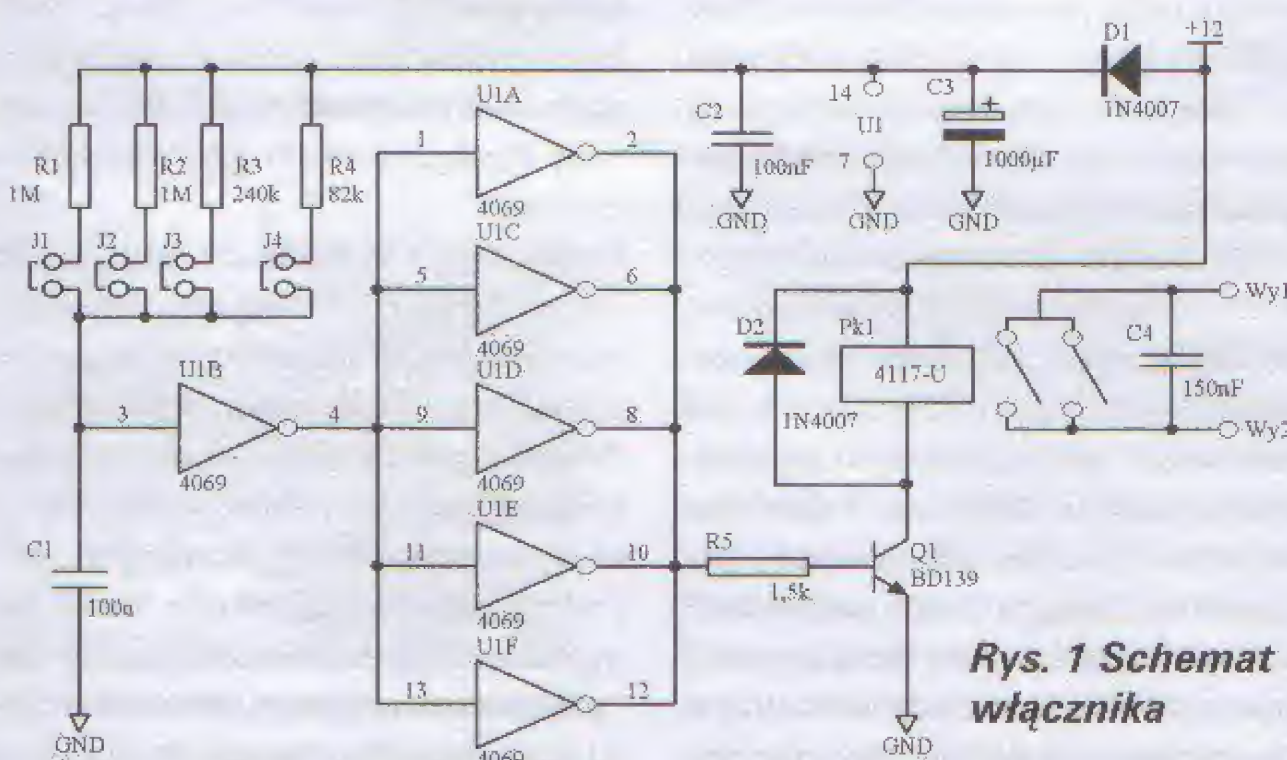 D1
+12
1N4007
U1A
1
2
4069
C2
100nF
14
U1
7
C3
+
1000µF
GND
GND
GND
R1
1M
R2
1M
R3
240k
R4
82k
J1
J2
J3
J4
U1C
5
6
4069
U1B
3
4
4069
U1D
9
8
4069
D2
1N4007
Pk1
4117-U
C4
150nF
Wy1
Wy2
U1E
11
10
4069
C1
100n
R5
1,5k
Q1
BD139
U1F
13
12
4069
GND
GND
Rys. 1 Schemat
włącznika